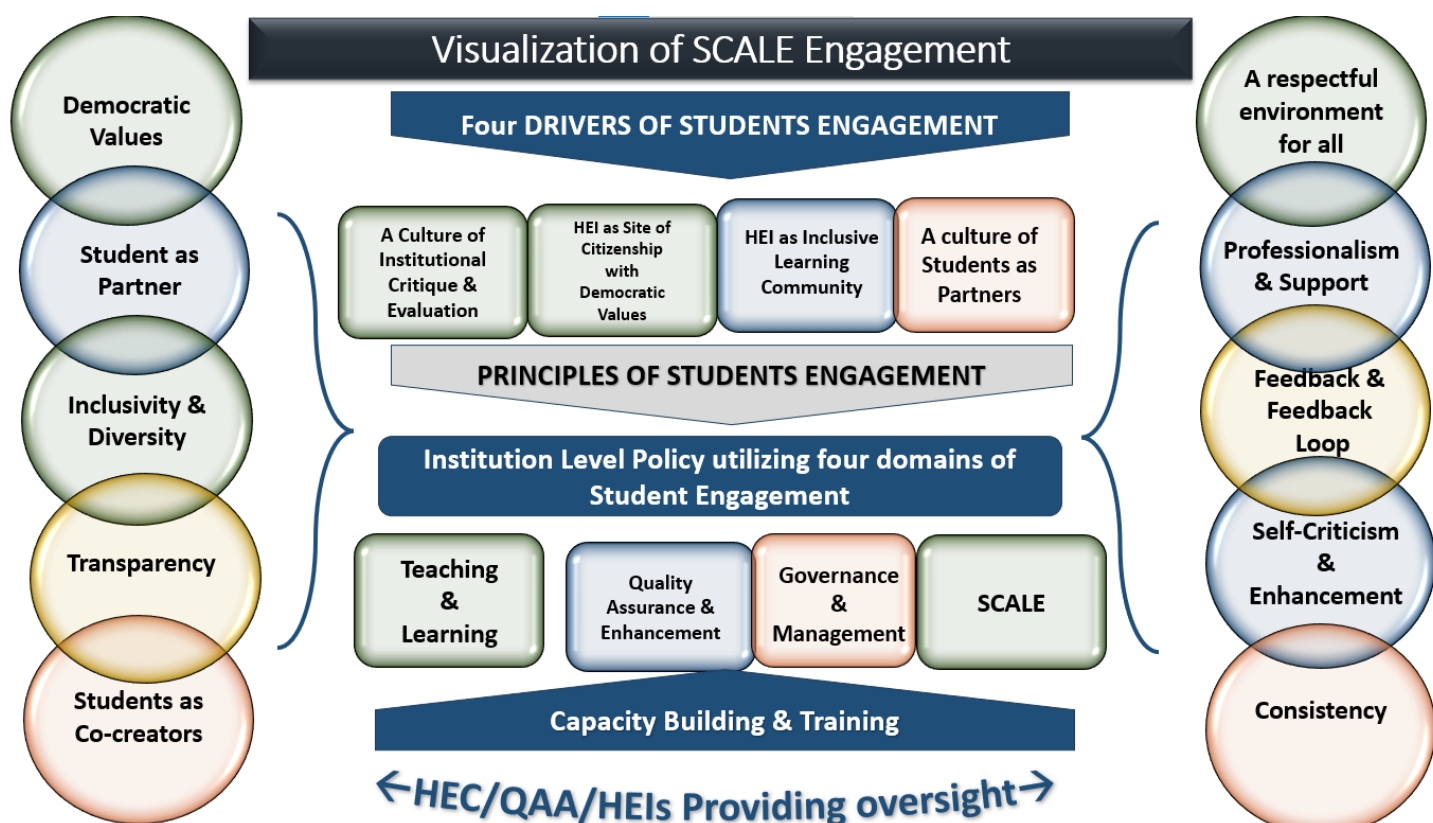 Visualization of SCALE Engagement
Four DRIVERS OF STUDENTS ENGAGEMENT
Democratic
Values
Student as
Partner
Inclusivity &
Diversity
Transparency
Students as
Co-creators
A Culture of
Institutional
Critique &
Evaluation
HEI as Site of
Citizenship
with
Democratic
Values
HEI as Inclusive
Learning
Community
A culture of
Students as
Partners
PRINCIPLES OF STUDENTS ENGAGEMENT
Institution Level Policy utilizing four domains of
Student Engagement
Teaching
&
Learning
Quality
Assurance &
Enhancement
Governance
&
Management
SCALE
Capacity Building & Training
←HEC/QAA/HEIs Providing oversight→
A respectful
environment
for all
Professionalism
& Support
Feedback &
Feedback
Loop
Self-Criticism
&
Enhancement
Consistency